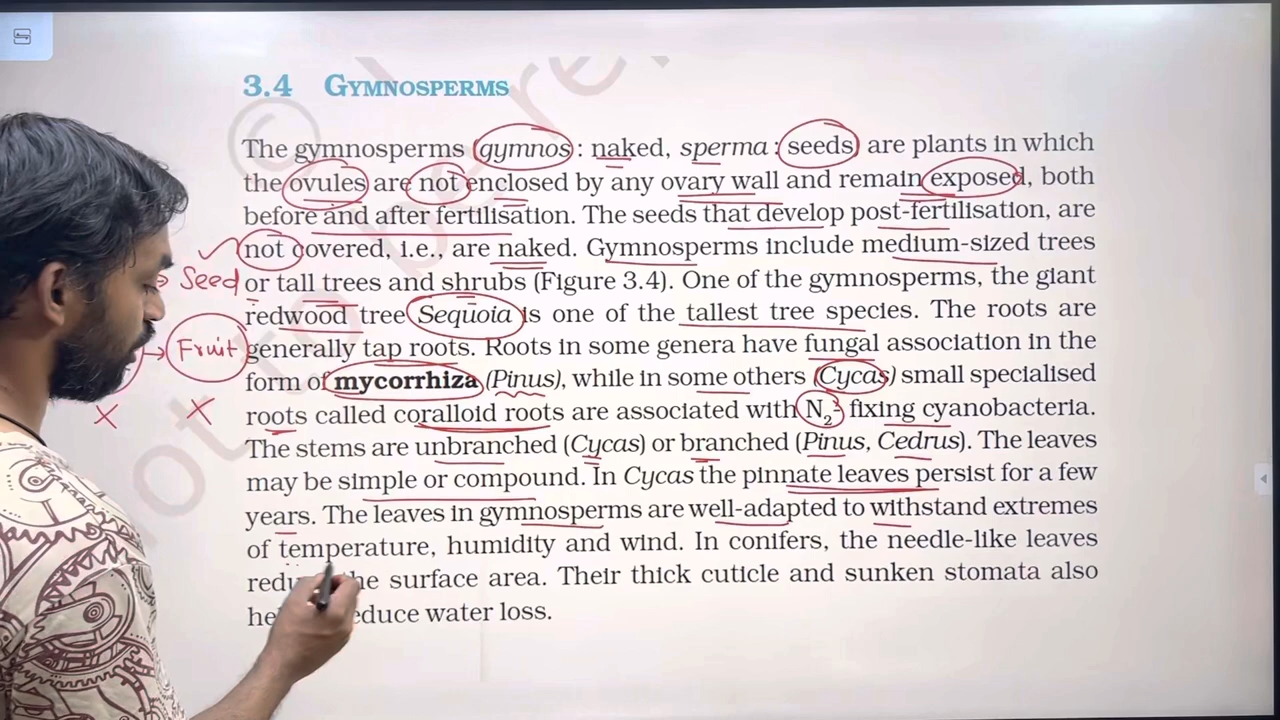 3.4 GYMNOSPERMS
The gymnosperms (gymnos : naked, sperma : seeds) are plants in which
the ovules are not enclosed by any ovary wall and remain exposed, both
before and after fertilisation. The seeds that develop post-fertilisation, are
not covered, i.e., are naked. Gymnosperms include medium-sized trees
Seed or tall trees and shrubs (Figure 3.4). One of the gymnosperms, the giant
redwood tree Sequoia is one of the tallest tree species. The roots are
Fruit generally tap roots. Roots in some genera have fungal association in the
form of mycorrhiza (Pinus), while in some others (Cycas) small specialised
roots called coralloid roots are associated with N2- fixing cyanobacteria.
The stems are unbranched (Cycas) or branched (Pinus, Cedrus). The leaves
may be simple or compound. In Cycas the pinnate leaves persist for a few
years. The leaves in gymnosperms are well-adapted to withstand extremes
of temperature, humidity and wind. In conifers, the needle-like leaves
the surface area. Their thick cuticle and sunken stomata also
water loss.